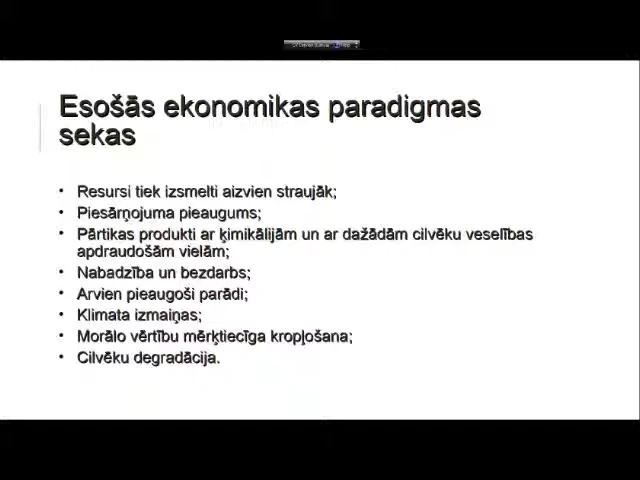 Esošās ekonomikas paradigmas
sekas
• Resursi tiek izsmelti aizvien straujāk;
• Piesārņojuma pieaugums;
• Pārtikas produkti ar ķimikālijām un ar dažādām cilvēku veselības
apdraudošām vielām;
• Nabadzība un bezdarbs;
• Arvien pieaugoši parādi;
• Klimata izmaiņas;
• Morālo vērtību mērķtiecīga kropļošana;
• Cilvēku degradācija.